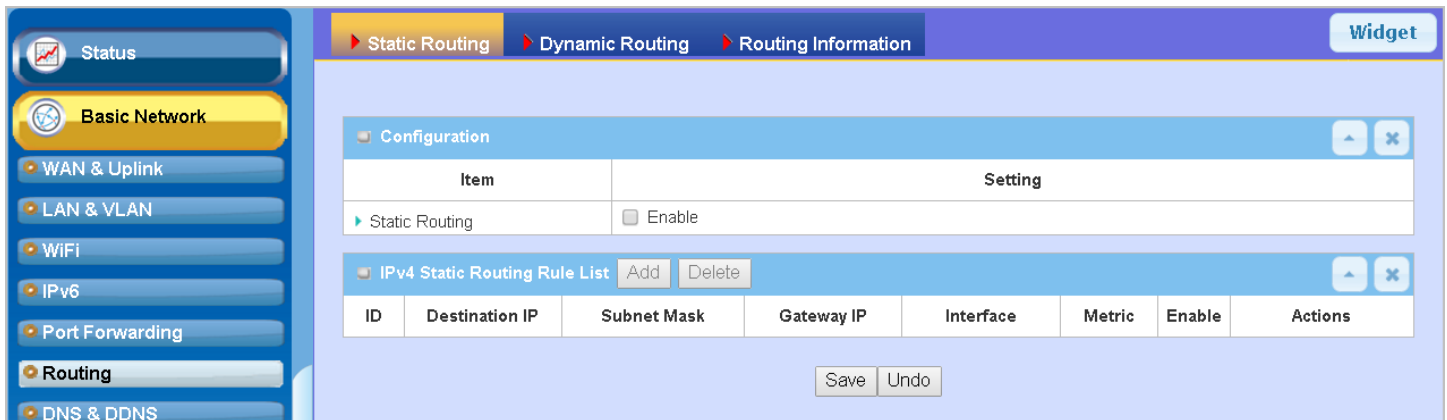 Status
Basic Network
WAN & Uplink
LAN & VLAN
WiFi
IPv6
Port Forwarding
Routing
DNS & DDNS
Static Routing Dynamic Routing Routing Information Widget
Configuration
Item Setting
Static Routing Enable
IPv4 Static Routing Rule List Add Delete
ID Destination IP Subnet Mask Gateway IP Interface Metric Enable Actions
Save Undo